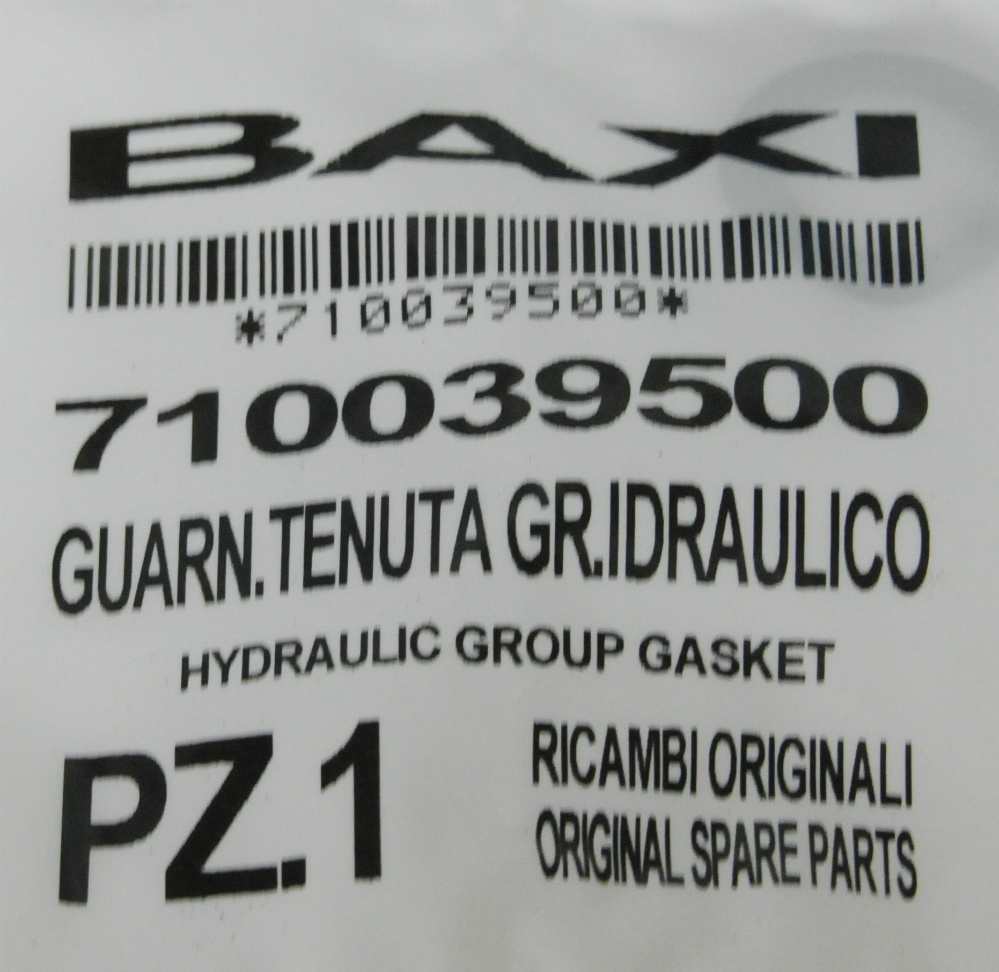 BAXI
*710039500*
710039500
GUARN.TENUTA GR.IDRAULICO
HYDRAULIC GROUP GASKET
PZ.1
RICAMBI ORIGINALI
ORIGINAL SPARE PARTS